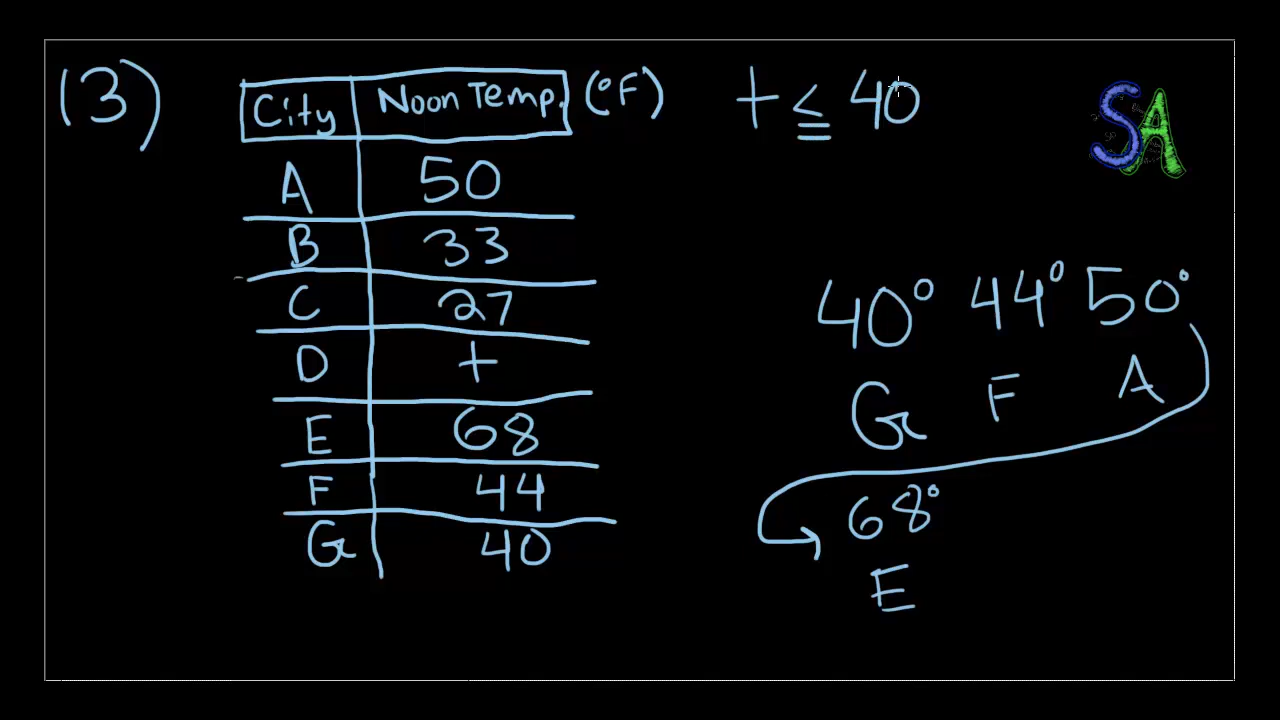 (3) City Noon Temp. (°F) t ≤ 40
SA
A 50
B 33
C 27
D t
E 68
F 44
G 40
40° 44° 50°
G F A
68°
E